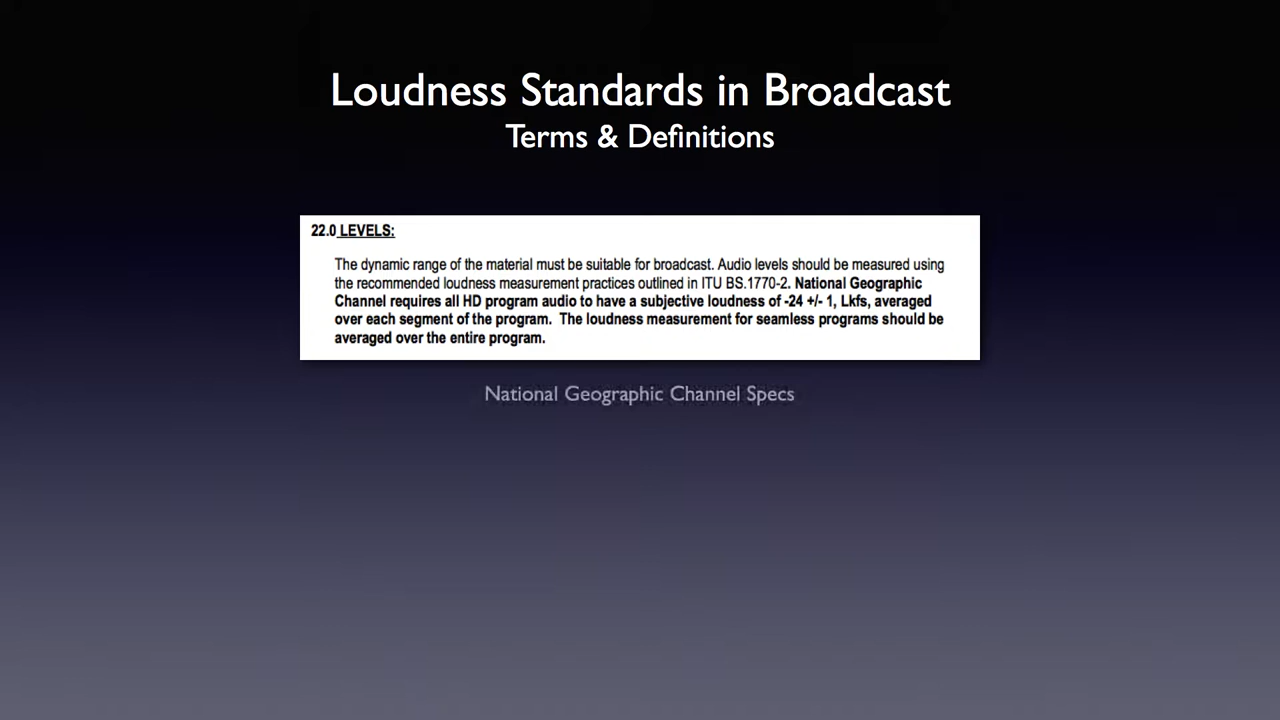 Loudness Standards in Broadcast
Terms & Definitions
22.0 LEVELS:
The dynamic range of the material must be suitable for broadcast. Audio levels should be measured using
the recommended loudness measurement practices outlined in ITU BS.1770-2. National Geographic
Channel requires all HD program audio to have a subjective loudness of -24 +/- 1, Lkfs, averaged
over each segment of the program.  The loudness measurement for seamless programs should be
averaged over the entire program.
National Geographic Channel Specs